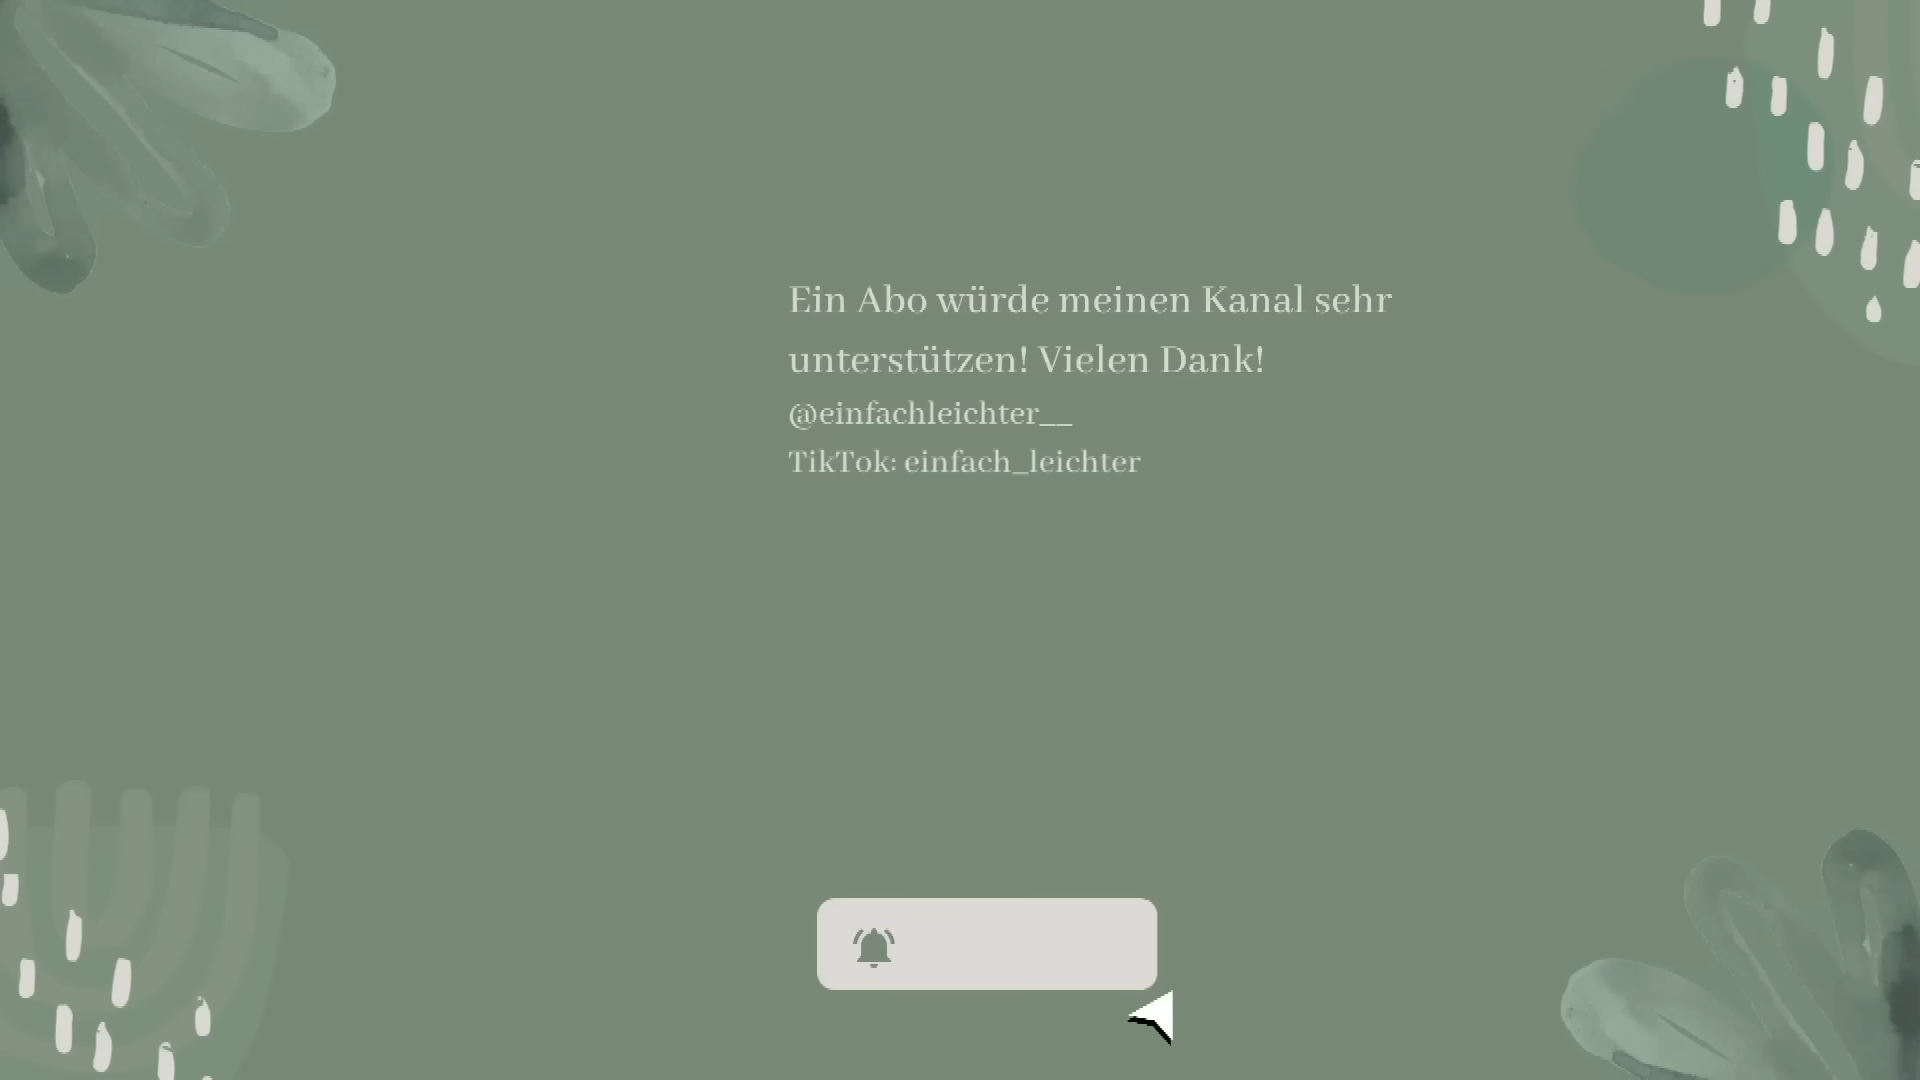 Ein Abo würde meinen Kanal sehr
unterstützen! Vielen Dank!
@einfachleichter__
TikTok: einfach_leichter